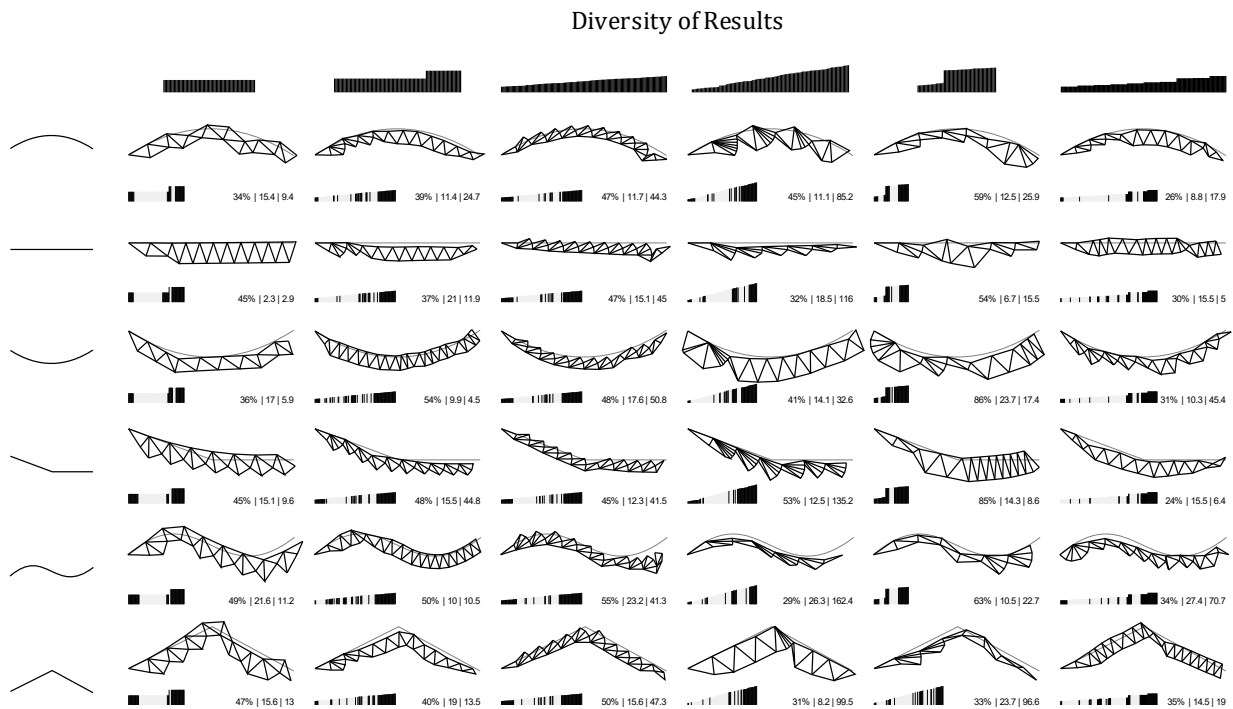 Diversity of Results
34% | 15.4 | 9.4
39% | 11.4 | 24.7
47% | 11.7 | 44.3
45% | 11.1 | 85.2
59% | 12.5 | 25.9
26% | 8.8 | 17.9
45% | 2.3 | 2.9
37% | 21 | 11.9
47% | 15.1 | 45
32% | 18.5 | 116
54% | 6.7 | 15.5
30% | 15.5 | 5
36% | 17 | 5.9
54% | 9.9 | 4.5
48% | 17.6 | 50.8
41% | 14.1 | 32.6
86% | 23.7 | 17.4
31% | 10.3 | 45.4
45% | 15.1 | 9.6
48% | 15.5 | 44.8
45% | 12.3 | 41.5
53% | 12.5 | 135.2
85% | 14.3 | 8.6
24% | 15.5 | 6.4
49% | 21.6 | 11.2
50% | 10 | 10.5
55% | 23.2 | 41.3
29% | 26.3 | 162.4
63% | 10.5 | 22.7
34% | 27.4 | 70.7
47% | 15.6 | 13
40% | 19 | 13.5
50% | 15.6 | 47.3
31% | 8.2 | 99.5
33% | 23.7 | 96.6
35% | 14.5 | 19